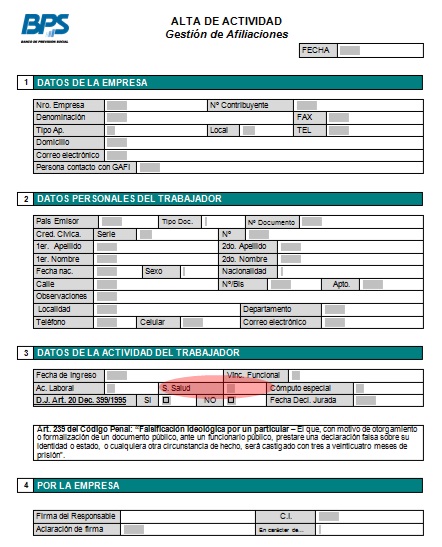 BPS
BANCO DE PREVISION SOCIAL
ALTA DE ACTIVIDAD
Gestión de Afiliaciones
FECHA
1 DATOS DE LA EMPRESA
Nro. Empresa Nº Contribuyente
Denominación FAX
Tipo Ap. Local TEL
Domicilio
Correo electrónico
Persona contacto con GAFI
2 DATOS PERSONALES DEL TRABAJADOR
País Emisor Tipo Doc. Nº Documento
Cred. Cívica. Serie Nº
1er. Apellido 2do. Apellido
1er. Nombre 2do. Nombre
Fecha nac. Sexo Nacionalidad
Calle Nº/Bis Apto.
Observaciones
Localidad Departamento
Teléfono Celular Correo electrónico
3 DATOS DE LA ACTIVIDAD DEL TRABAJADOR
Fecha de Ingreso Vínc. Funcional
Ac. Laboral S. Salud Cómputo especial
D.J. Art. 20 Dec. 399/1995 SI NO Fecha Decl. Jurada
Art. 239 del Código Penal: "Falsificación ideológica por un particular – El que, con motivo de otorgamiento
o formalización de un documento público, ante un funcionario público, prestare una declaración falsa sobre su
identidad o estado, o cualquiera otra circunstancia de hecho, será castigado con tres a veinticuatro meses de
prisión".
4 POR LA EMPRESA
Firma del Responsable C.I.
Aclaración de firma En carácter de...